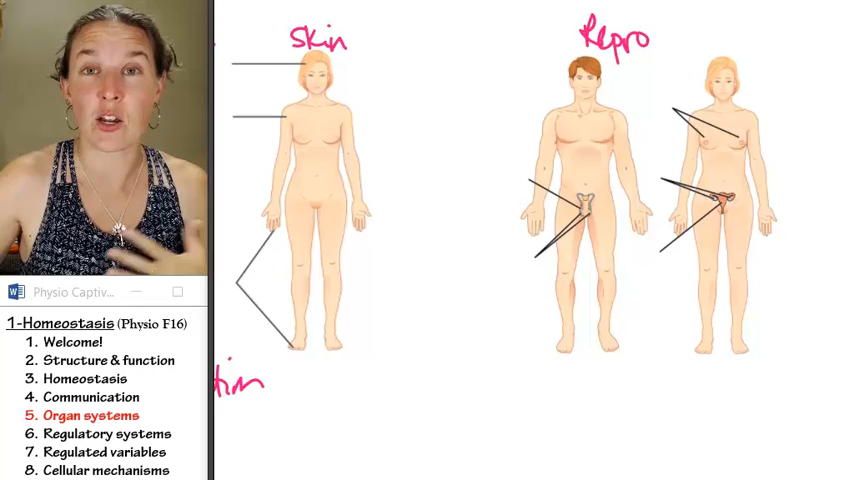 Skin
Repro
Physio Captiv...
1-Homeostasis (Physio F16)
1. Welcome!
2. Structure & function
3. Homeostasis
4. Communication
5. Organ systems
6. Regulatory systems
7. Regulated variables
8. Cellular mechanisms